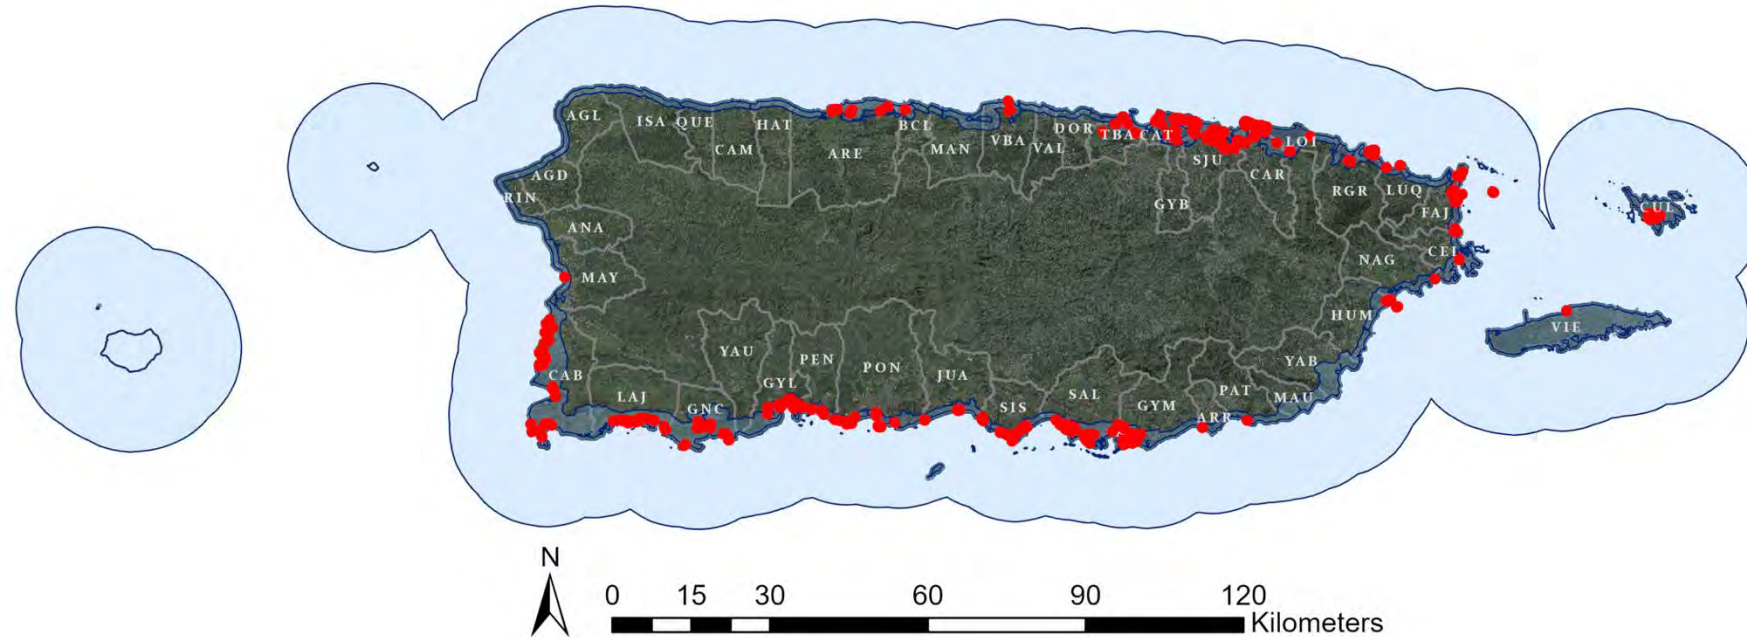 AGL
ISA QUE
HAT
CAM
ARE
BCL
MAN
VBA
VAL
DOR
TBA
CAT
SJU
LOI
CAR
GYB
RGR
LUQ
FAJ
CUL
AGD
RIN
ANA
MAY
NAG
CEI
HUM
VIE
YAU
PEN
GYL
PON
JUA
YAB
CAB
LAJ
GNC
SIS
SAL
GYM
PAT
ARR
MAU
N
0 15 30 60 90 120
Kilometers